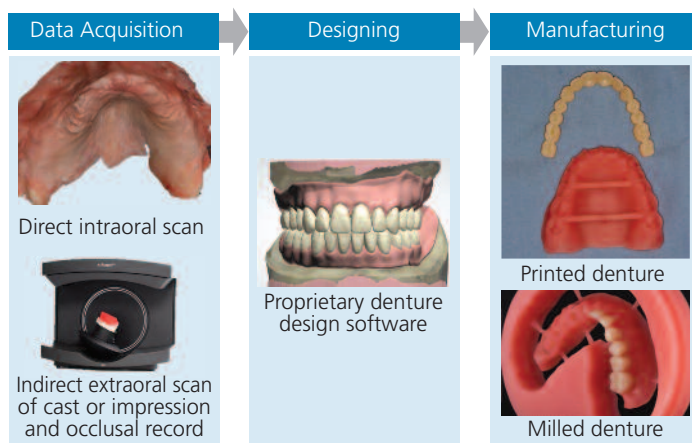 Data Acquisition
Designing
Manufacturing
Direct intraoral scan
Indirect extraoral scan
of cast or impression
and occlusal record
Proprietary denture
design software
Printed denture
Milled denture